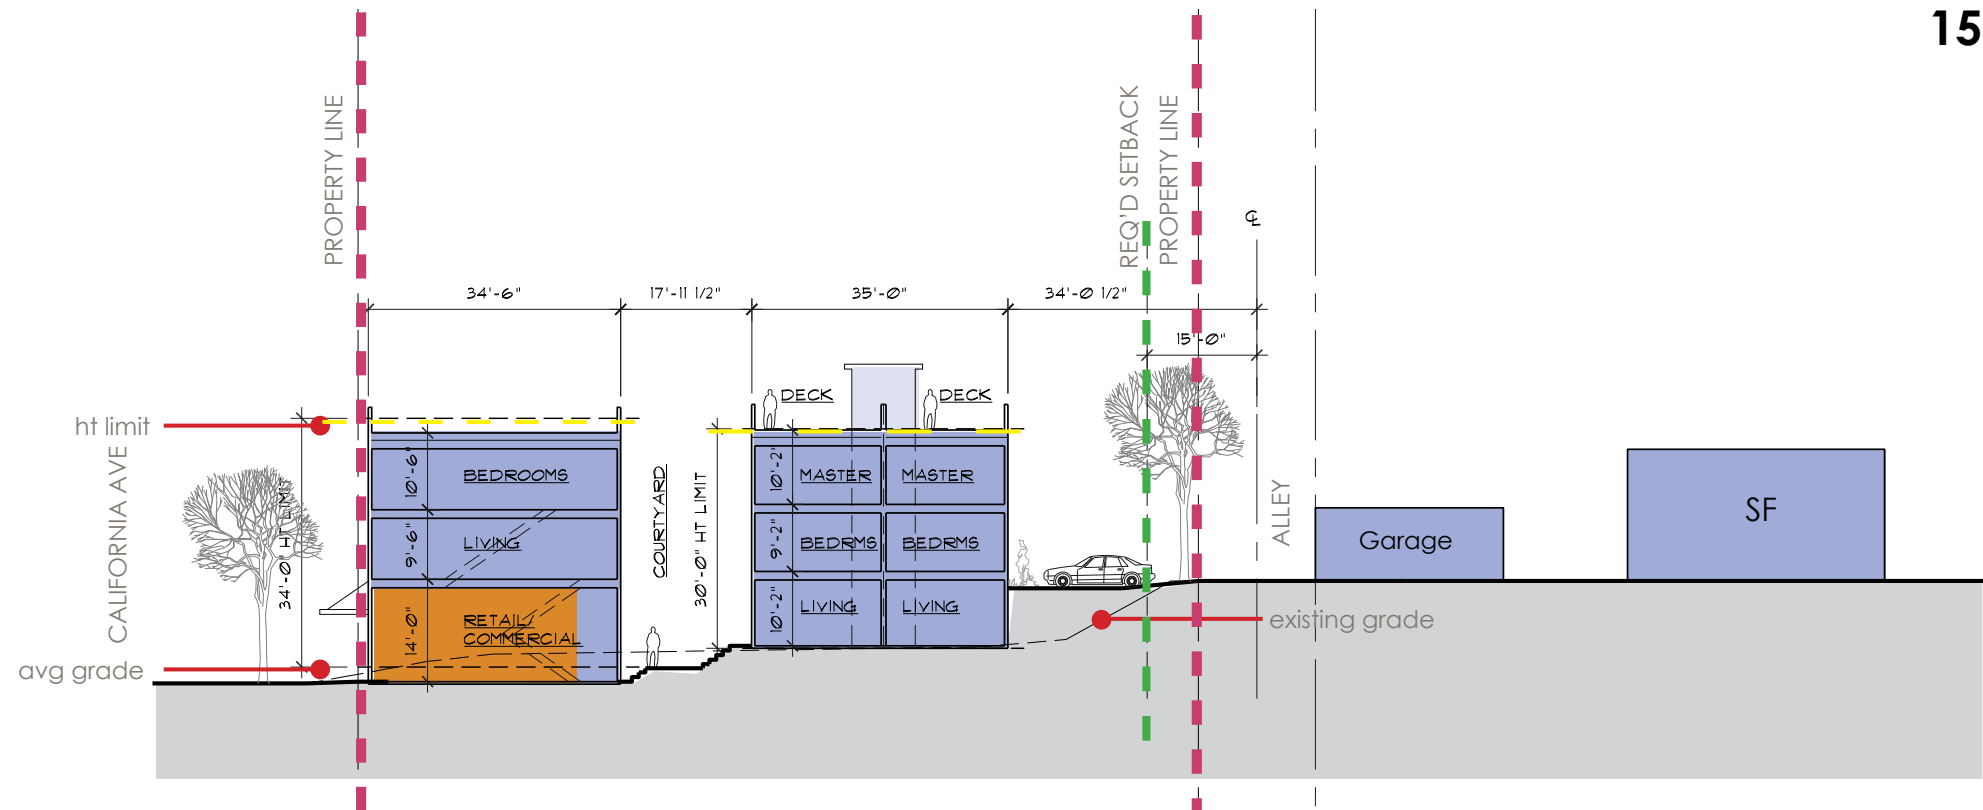 15
PROPERTY LINE
REQ'D SETBACK
PROPERTY LINE
℄
34'-6"
17'-11 1/2"
35'-0"
34'-0 1/2"
15'-0"
DECK
DECK
ht limit
CALIFORNIA AVE
34'-0" HT LIMIT
avg grade
10'-6"
BEDROOMS
9'-6"
LIVING
14'-0"
RETAIL/
COMMERCIAL
COURTYARD
30'-0" HT LIMIT
10'-2"
MASTER
MASTER
9'-2"
BEDRMS
BEDRMS
10'-2"
LIVING
LIVING
ALLEY
existing grade
Garage
SF